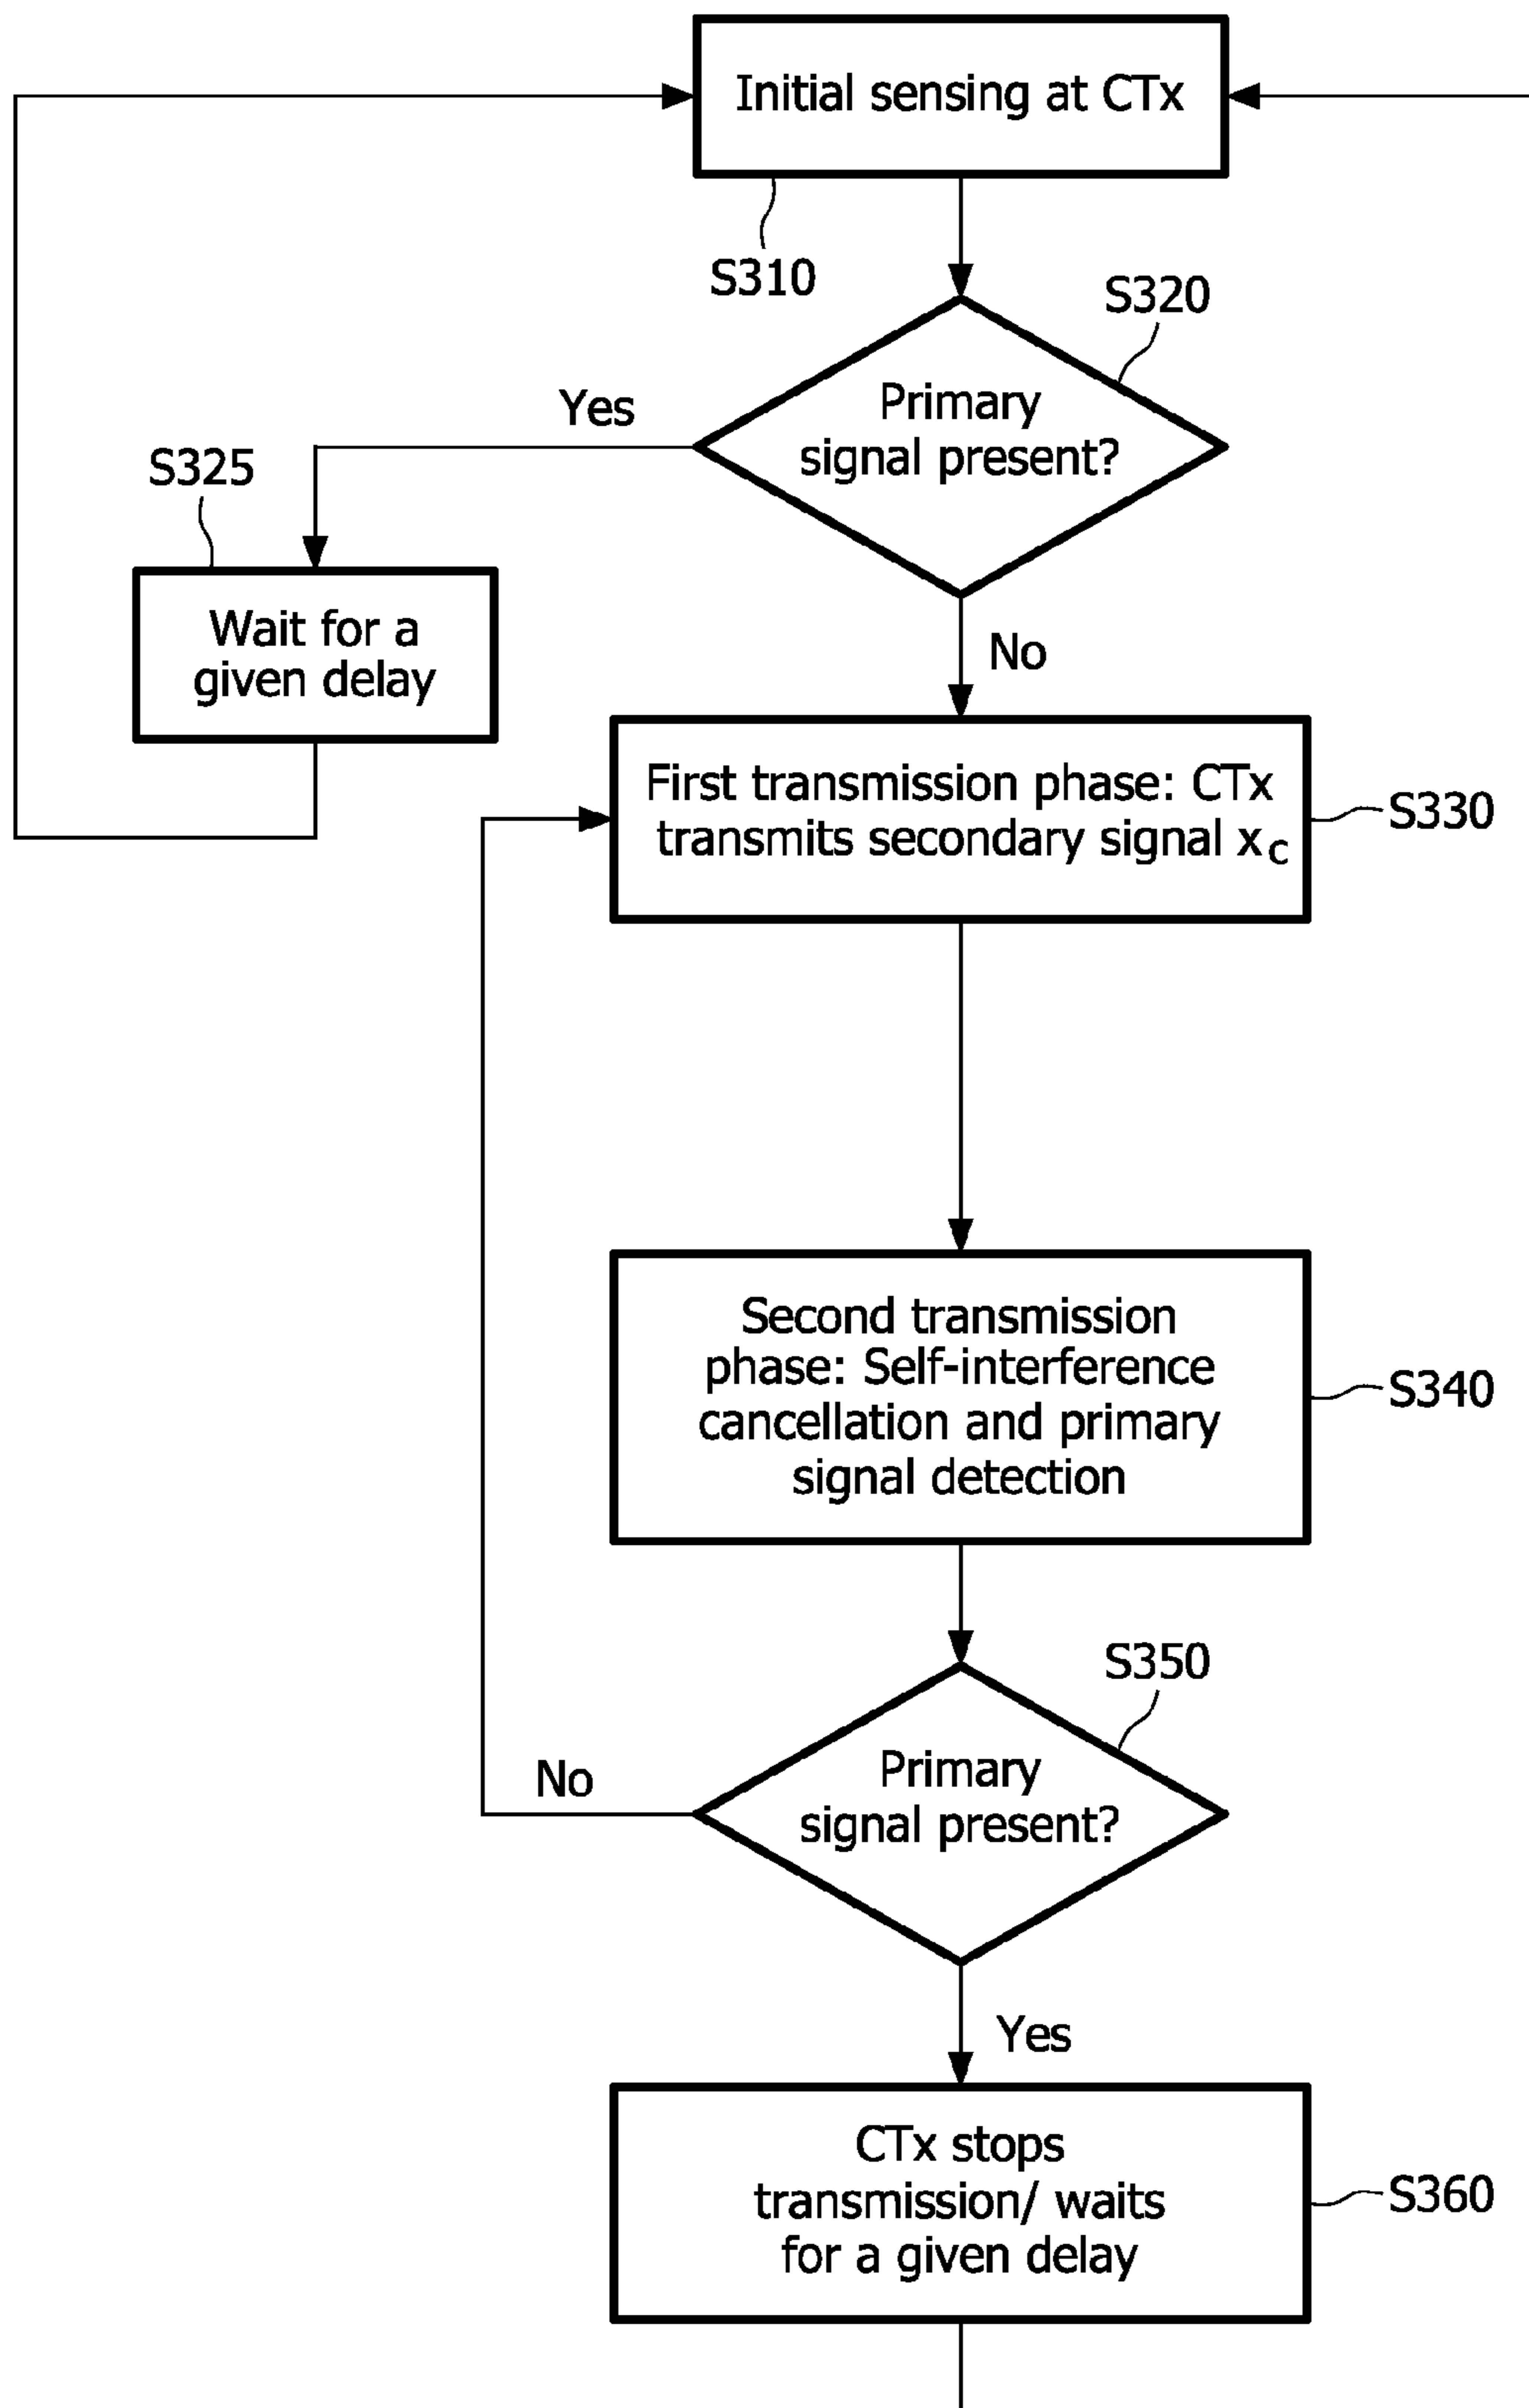 Initial sensing at CTx
S310
S320
Primary
signal present?
Yes
S325
Wait for a
given delay
No
First transmission phase: CTx
transmits secondary signal xc
S330
Second transmission
phase: Self-interference
cancellation and primary
signal detection
S340
S350
Primary
signal present?
No
Yes
CTx stops
transmission/ waits
for a given delay
S360